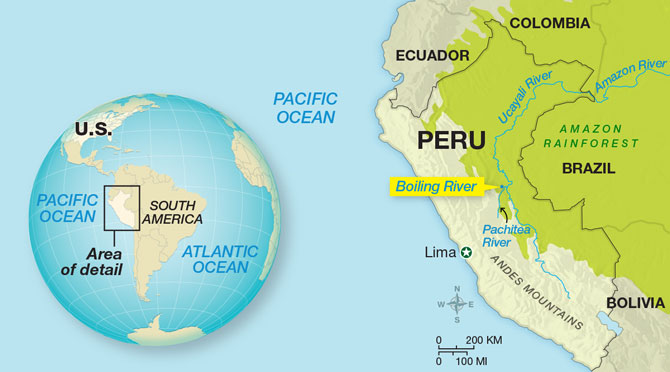 U.S.
PACIFIC
OCEAN
SOUTH
AMERICA
Area
of detail
ATLANTIC
OCEAN
PACIFIC
OCEAN
COLOMBIA
ECUADOR
Ucayali River
Amazon River
PERU
AMAZON
RAINFOREST
BRAZIL
Boiling River
Pachitea
River
Lima
ANDES MOUNTAINS
BOLIVIA
N
W
E
S
0 200 KM
0 100 MI